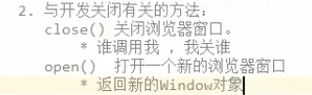 2. 与开发关闭有关的方法：
close() 关闭浏览器窗口。
* 谁调用我 ，我关谁
open() 打开一个新的浏览器窗口
* 返回新的Window对象